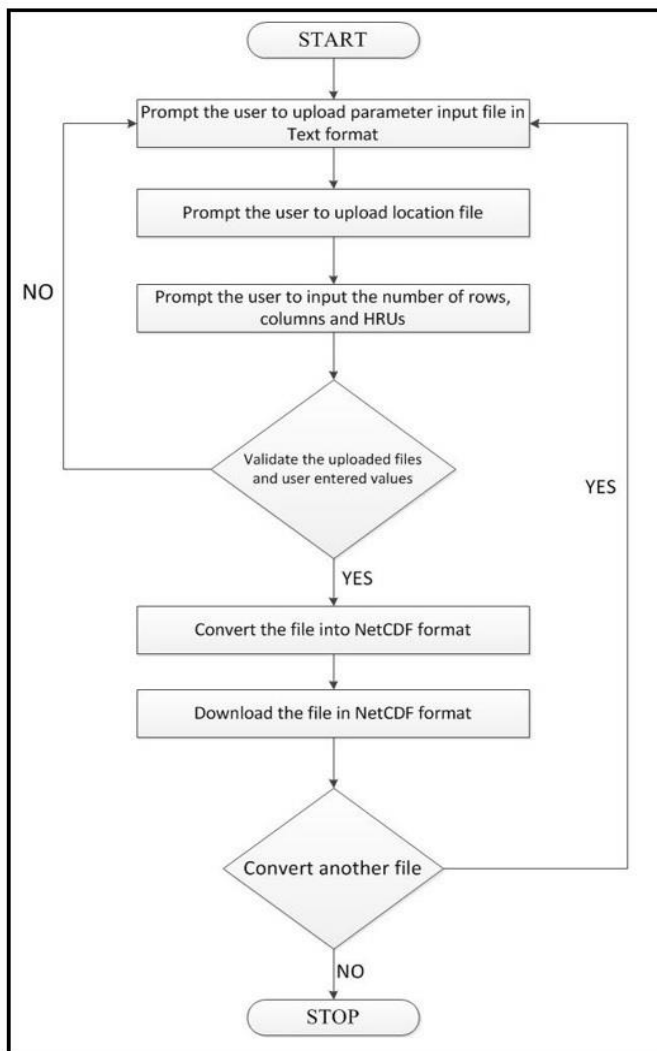 START
Prompt the user to upload parameter input file in
Text format
Prompt the user to upload location file
NO
Prompt the user to input the number of rows,
columns and HRUs
Validate the uploaded files
and user entered values
YES
YES
Convert the file into NetCDF format
Download the file in NetCDF format
Convert another file
NO
STOP